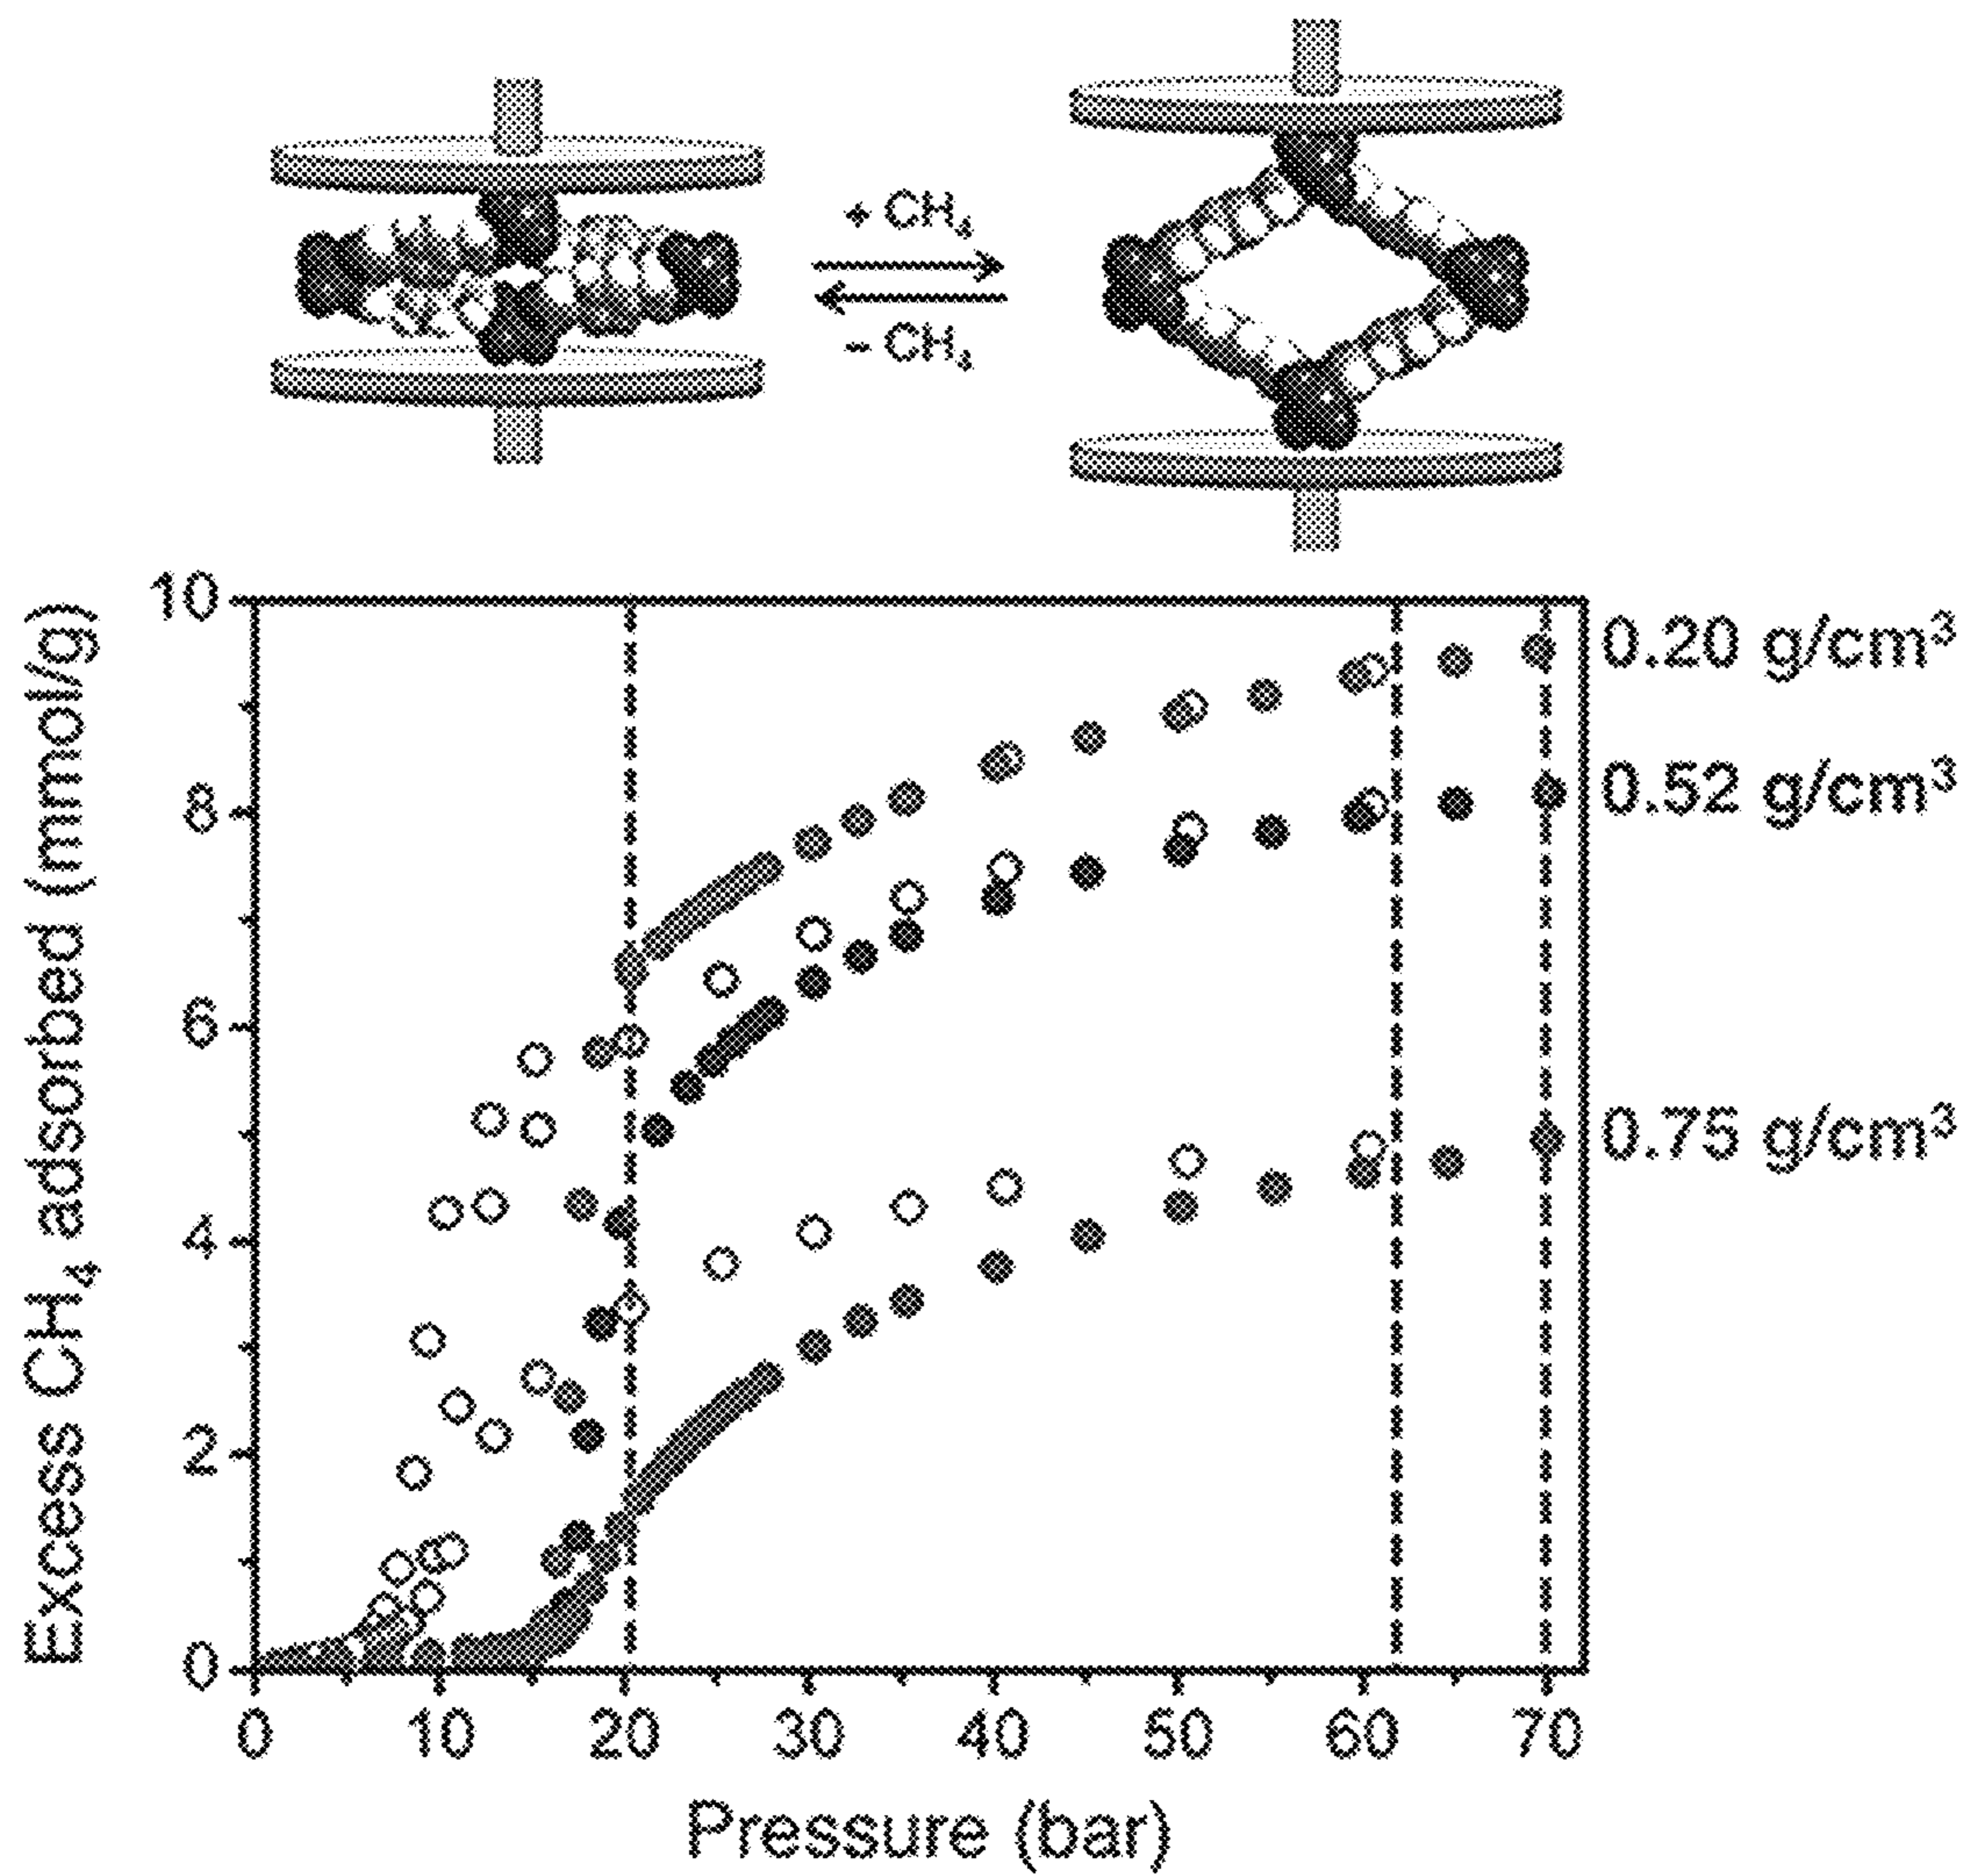 + CH₄
− CH₄
10
8
6
4
2
0
Excess CH₄ adsorbed (mmol/g)
0.20 g/cm³
0.52 g/cm³
0.75 g/cm³
0 10 20 30 40 50 60 70
Pressure (bar)